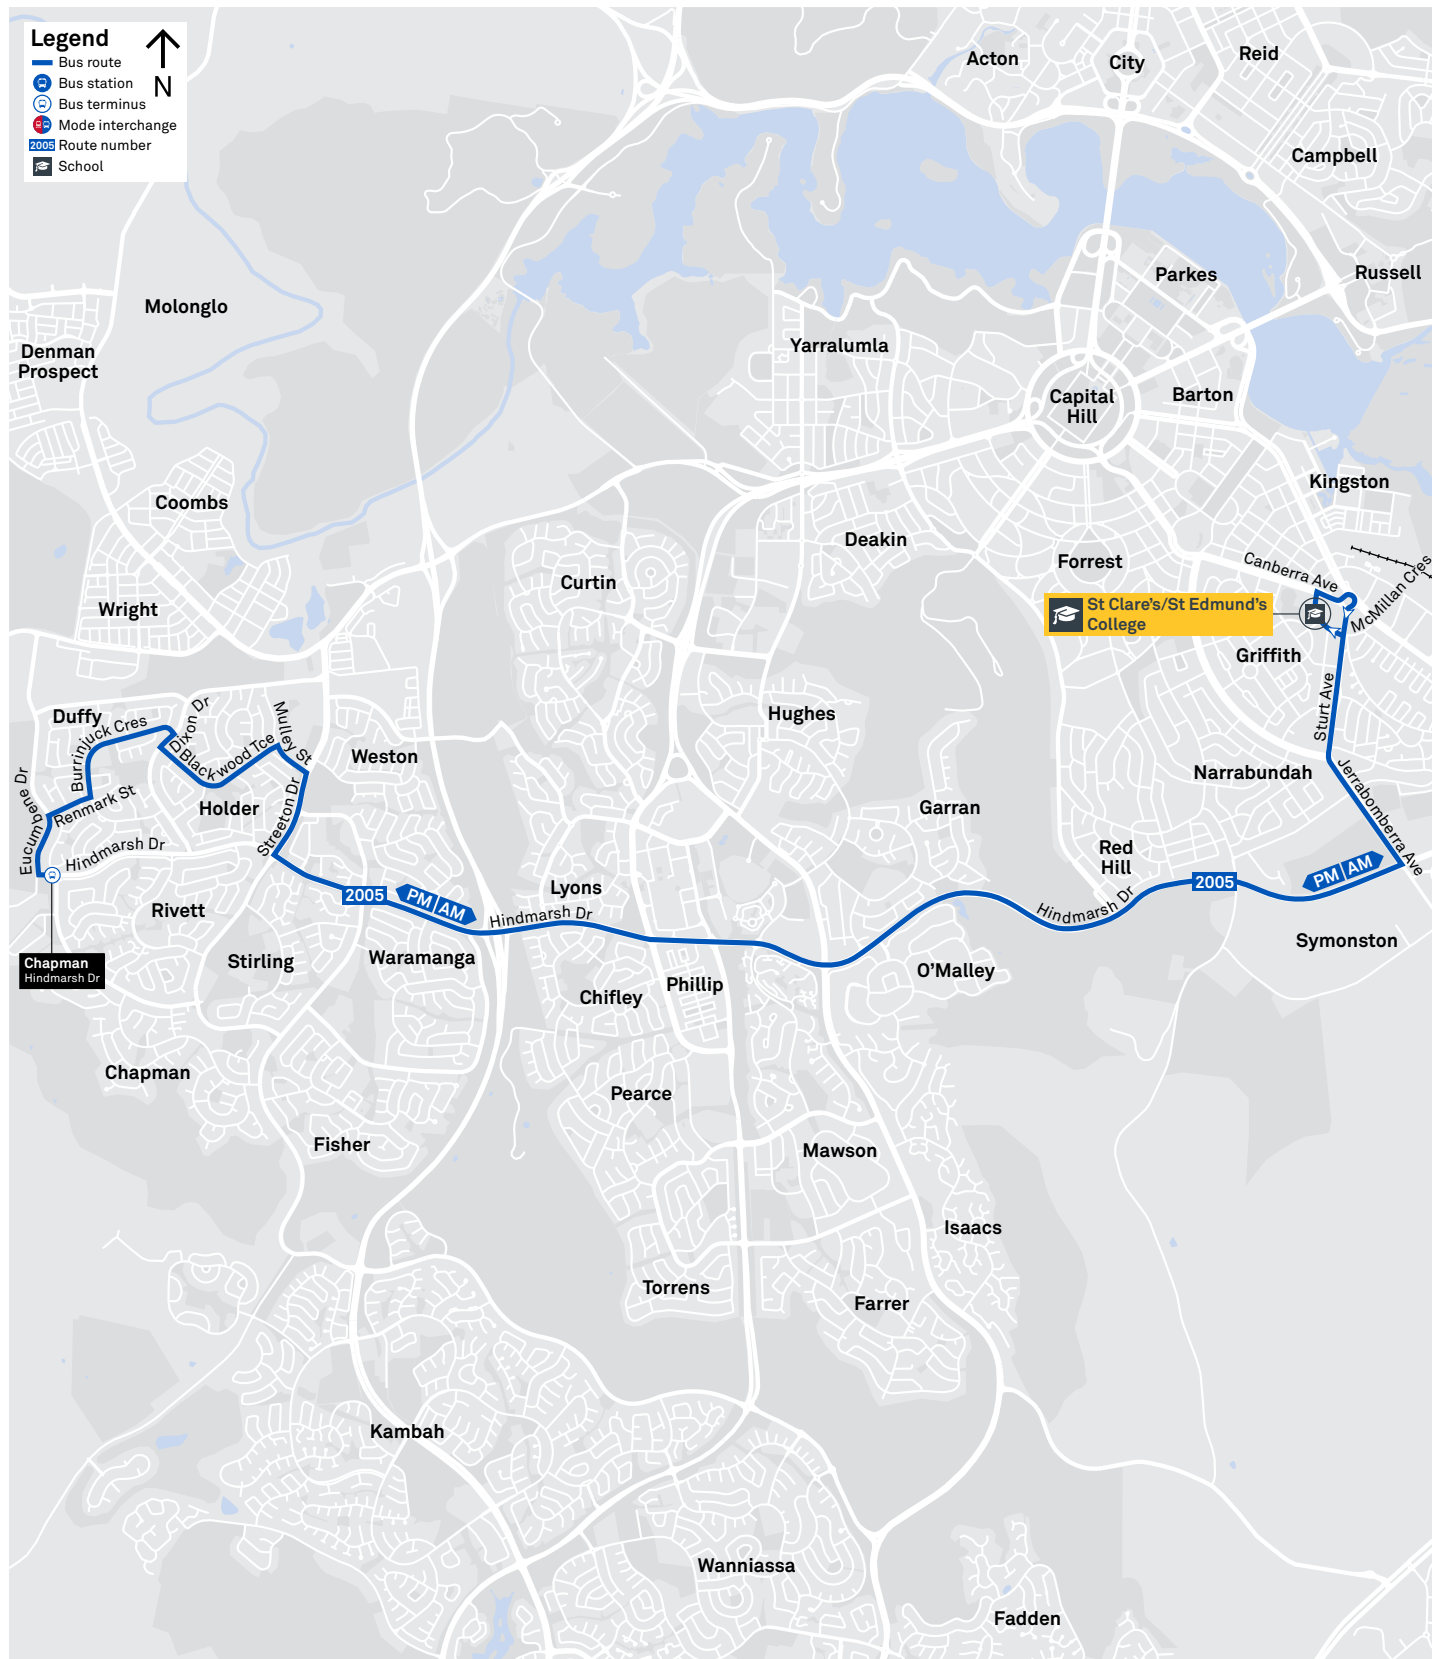 Legend
N
Bus route
Bus station
Bus terminus
Mode interchange
2005 Route number
School
Acton
City
Reid
Campbell
Molonglo
Parkes
Russell
Denman
Prospect
Yarralumla
Capital
Hill
Barton
Coombs
Kingston
Deakin
Forrest
Canberra Ave
McMillan Cres
Curtin
Wright
St Clare's/St Edmund's
College
Griffith
Sturt Ave
Duffy
Burrinjuck Cres
Dixon Dr
Mulley St
Blackwood Tce
Hughes
Weston
Narrabundah
Jerrabomberra Ave
Eucumbene Dr
Renmark St
Holder
Streeton Dr
Garran
Hindmarsh Dr
Red
Hill
Lyons
2005
PM AM
Hindmarsh Dr
Hindmarsh Dr
2005
PM AM
Rivett
Symonston
Chapman
Hindmarsh Dr
Stirling
Waramanga
O'Malley
Phillip
Chifley
Chapman
Pearce
Fisher
Mawson
Isaacs
Torrens
Farrer
Kambah
Wanniassa
Fadden